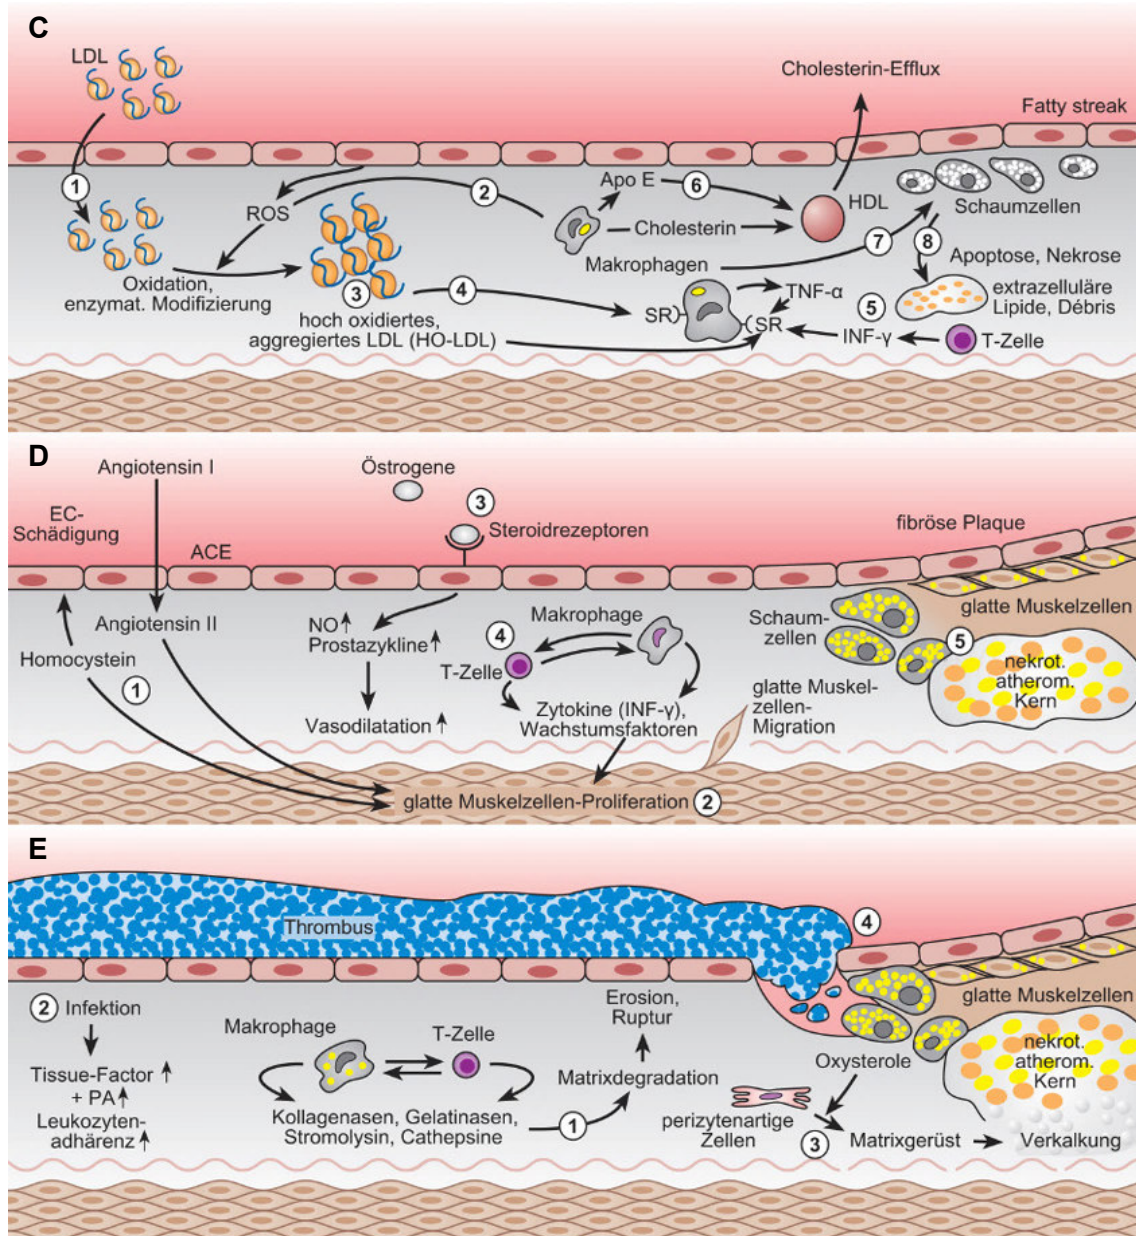 C
LDL
Cholesterin-Efflux
Fatty streak
1
ROS
2
Apo E
6
Cholesterin
HDL
Schaumzellen
Makrophagen
7
8
Oxidation,
enzymat. Modifizierung
3
4
hoch oxidiertes,
aggregiertes LDL (HO-LDL)
SR
TNF-α
SR
5
INF-γ
T-Zelle
Apoptose, Nekrose
extrazelluläre
Lipide, Débris
D
Angiotensin I
Östrogene
EC-
Schädigung
ACE
3
Steroidrezeptoren
fibröse Plaque
Angiotensin II
Homocystein
1
NO↑
Prostazykline↑
Vasodilatation↑
4
Makrophage
T-Zelle
Zytokine (INF-γ),
Wachstumsfaktoren
glatte Muskel-
zellen-
Migration
Schaum-
zellen
5
glatte Muskelzellen
nekrot.
atherom.
Kern
glatte Muskelzellen-Proliferation
2
E
Thrombus
4
2
Infektion
Tissue-Factor↑
+ PA↑
Leukozyten-
adhärenz↑
Makrophage
T-Zelle
Kollagenasen, Gelatinasen,
Stromolysin, Cathepsine
1
Erosion,
Ruptur
Matrixdegradation
Oxysterole
perizytenartige
Zellen
3
Matrixgerüst
Verkalkung
glatte Muskelzellen
nekrot.
atherom.
Kern